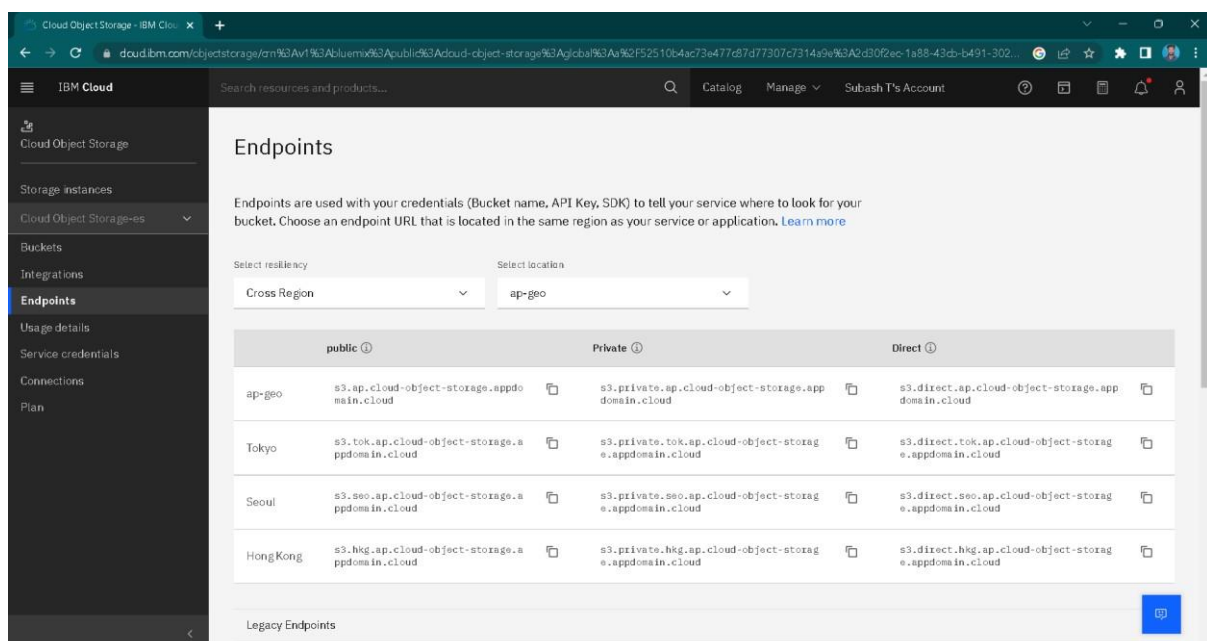 Cloud Object Storage - IBM Clou
cloud.ibm.com/objectstorage/crn%3Av1%3Abluemix%3Apublic%3Acloud-object-storage%3Aglobal%3Aa%2F52510b4ac73e477c87d77307c7314a9e%3A2d30f2ec-1a88-43cb-b491-302...
IBM Cloud
Search resources and products...
Catalog
Manage
Subash T's Account
Cloud Object Storage
Storage instances
Cloud Object Storage-es
Buckets
Integrations
Endpoints
Usage details
Service credentials
Connections
Plan
Endpoints
Endpoints are used with your credentials (Bucket name, API Key, SDK) to tell your service where to look for your
bucket. Choose an endpoint URL that is located in the same region as your service or application. Learn more
Select resiliency
Select location
Cross Region
ap-geo
public
Private
Direct
ap-geo
s3.ap.cloud-object-storage.appdo
main.cloud
s3.private.ap.cloud-object-storage.app
domain.cloud
s3.direct.ap.cloud-object-storage.app
domain.cloud
Tokyo
s3.tok.ap.cloud-object-storage.a
ppdomain.cloud
s3.private.tok.ap.cloud-object-storag
e.appdomain.cloud
s3.direct.tok.ap.cloud-object-storag
e.appdomain.cloud
Seoul
s3.seo.ap.cloud-object-storage.a
ppdomain.cloud
s3.private.seo.ap.cloud-object-storag
e.appdomain.cloud
s3.direct.seo.ap.cloud-object-storag
e.appdomain.cloud
Hong Kong
s3.hkg.ap.cloud-object-storage.a
ppdomain.cloud
s3.private.hkg.ap.cloud-object-storag
e.appdomain.cloud
s3.direct.hkg.ap.cloud-object-storag
e.appdomain.cloud
Legacy Endpoints